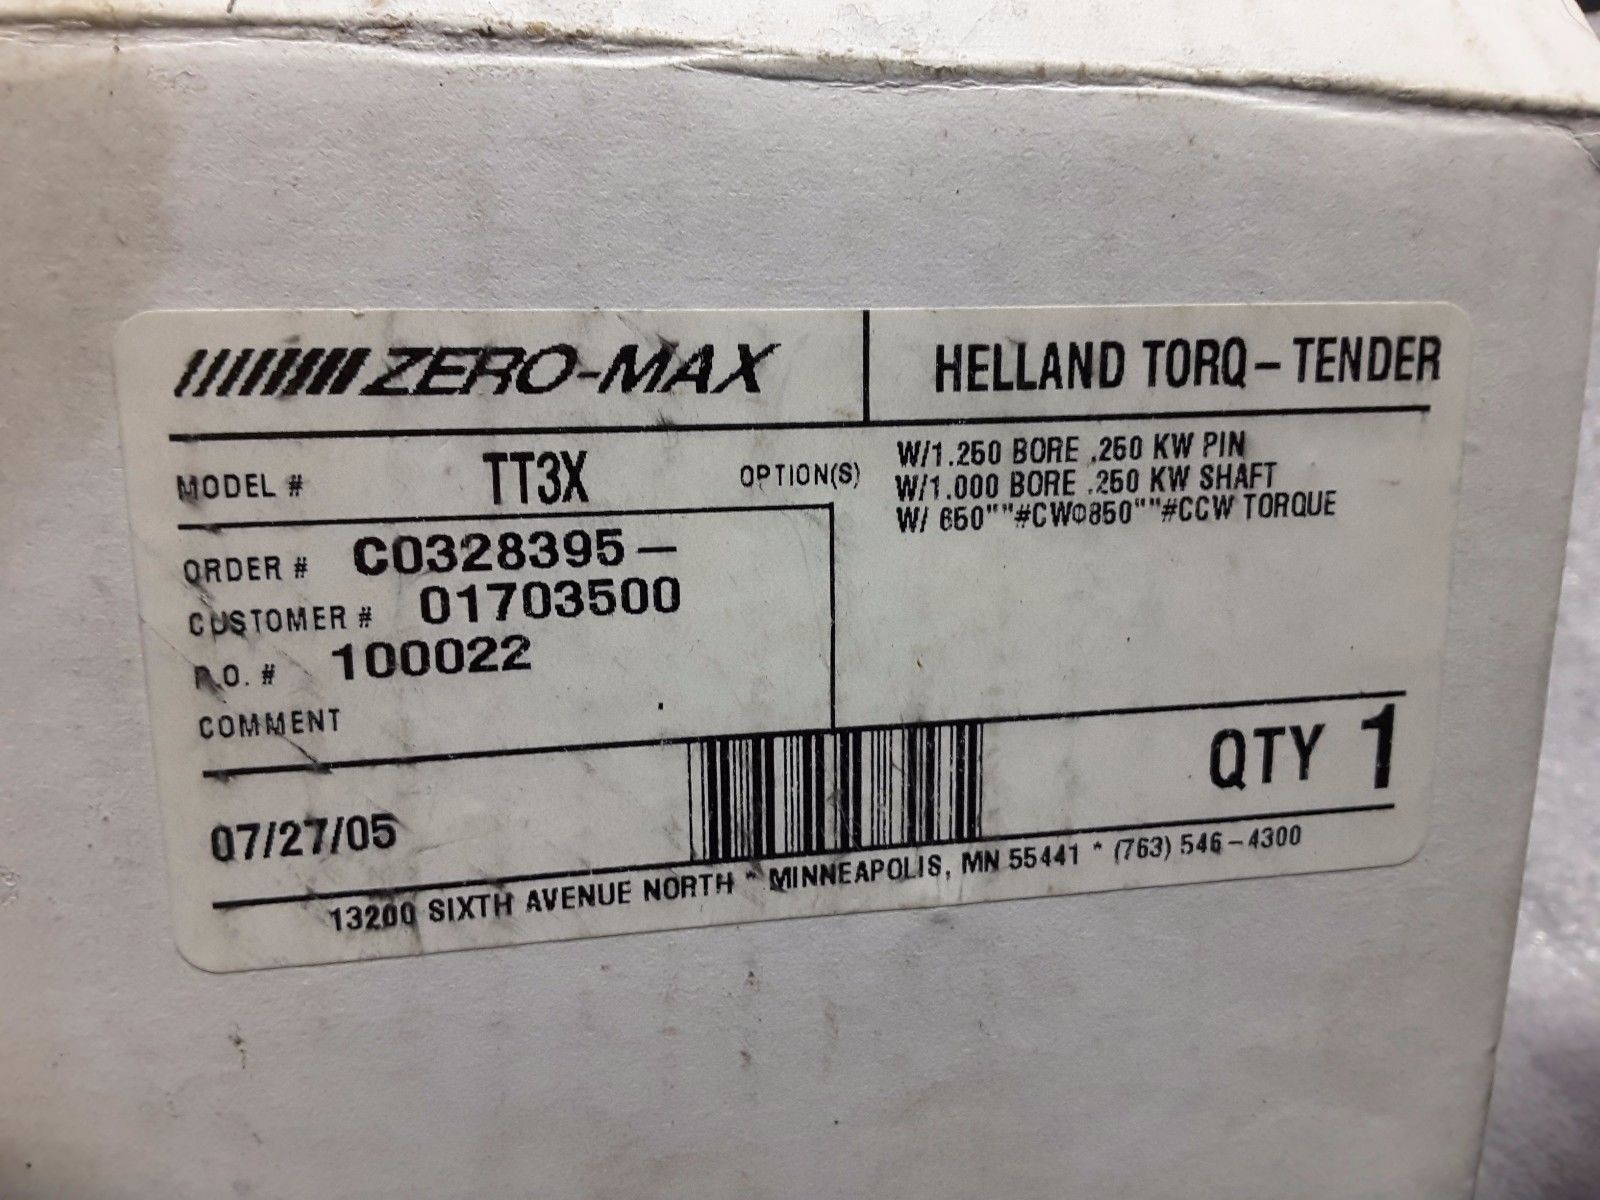 ZERO-MAX
HELLAND TORQ-TENDER
MODEL # TT3X
OPTION(S) W/1.250 BORE .250 KW PIN
W/1.000 BORE .250 KW SHAFT
W/ 650""#CWΦ850""#CCW TORQUE
ORDER # C0328395-
CUSTOMER # 01703500
P.O. # 100022
COMMENT
QTY 1
07/27/05
13200 SIXTH AVENUE NORTH * MINNEAPOLIS, MN 55441 * (763) 546-4300